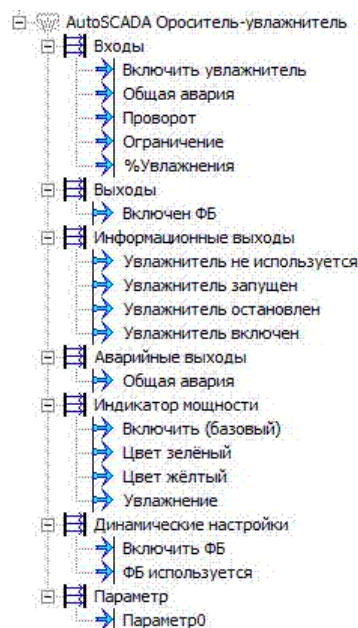 AutoSCADA Ороситель-увлажнитель
Входы
Включить увлажнитель
Общая авария
Проворот
Ограничение
%Увлажнения
Выходы
Включен ФБ
Информационные выходы
Увлажнитель не используется
Увлажнитель запущен
Увлажнитель остановлен
Увлажнитель включен
Аварийные выходы
Общая авария
Индикатор мощности
Включить (базовый)
Цвет зелёный
Цвет жёлтый
Увлажнение
Динамические настройки
Включить ФБ
ФБ используется
Параметр
Параметр0